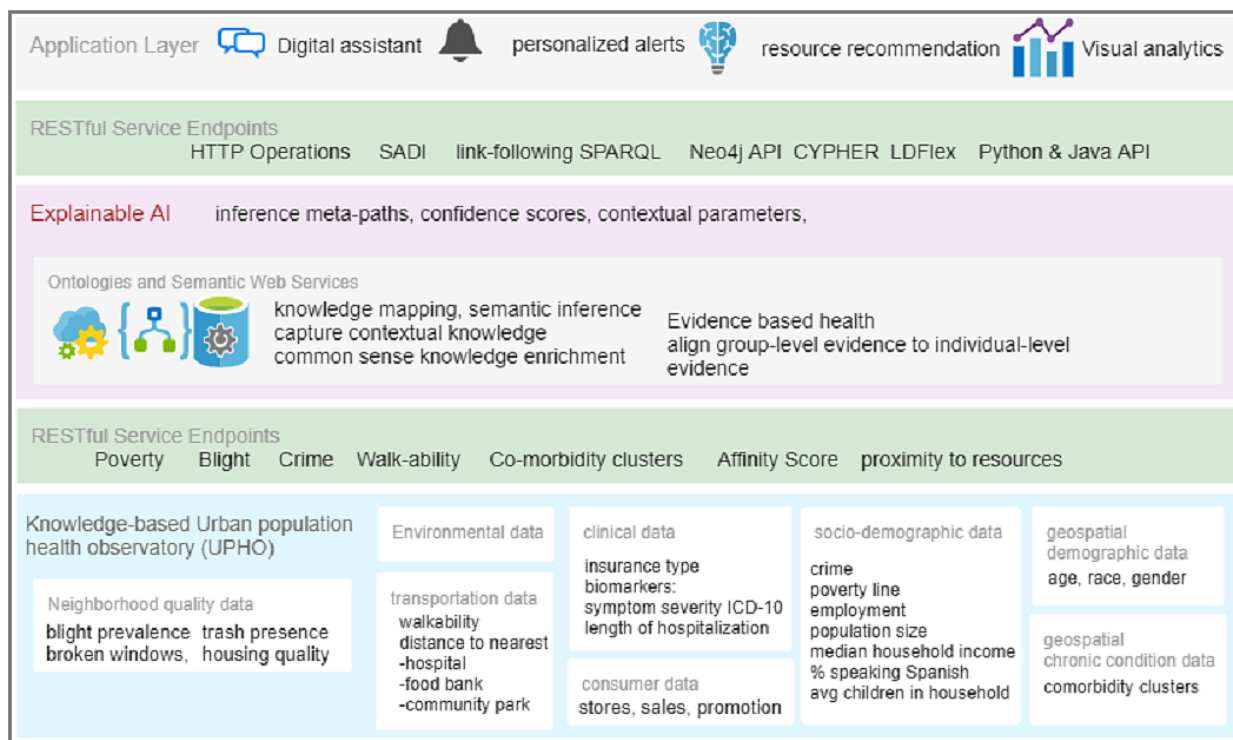 Application Layer Digital assistant personalized alerts resource recommendation Visual analytics
RESTful Service Endpoints
HTTP Operations SADI link-following SPARQL Neo4j API CYPHER LDFlex Python & Java API
Explainable AI inference meta-paths, confidence scores, contextual parameters,
Ontologies and Semantic Web Services
knowledge mapping, semantic inference
capture contextual knowledge
common sense knowledge enrichment
Evidence based health
align group-level evidence to individual-level
evidence
RESTful Service Endpoints
Poverty Blight Crime Walk-ability Co-morbidity clusters Affinity Score proximity to resources
Knowledge-based Urban population
health observatory (UPHO)
Neighborhood quality data
blight prevalence trash presence
broken windows, housing quality
Environmental data
transportation data
walkability
distance to nearest
-hospital
-food bank
-community park
clinical data
insurance type
biomarkers:
symptom severity ICD-10
length of hospitalization
consumer data
stores, sales, promotion
socio-demographic data
crime
poverty line
employment
population size
median household income
% speaking Spanish
avg children in household
geospatial
demographic data
age, race, gender
geospatial
chronic condition data
comorbidity clusters